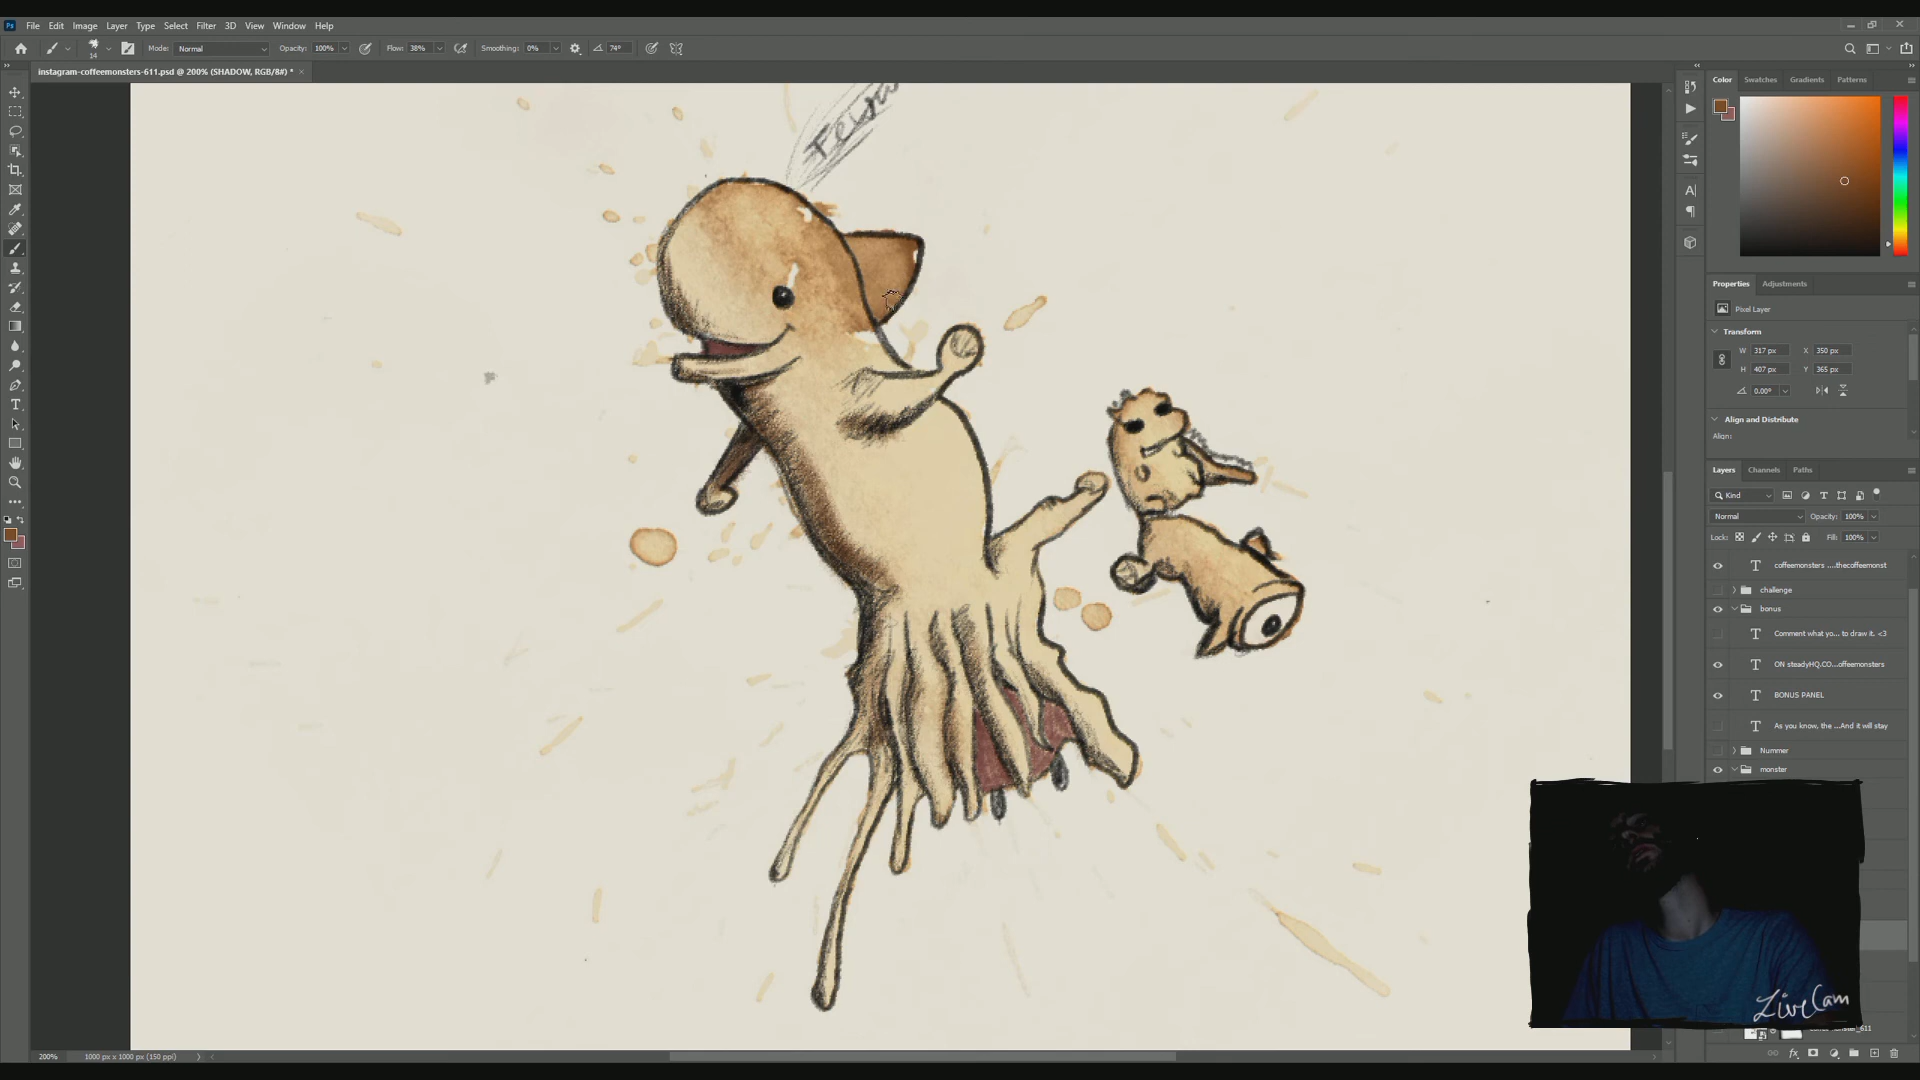 Ps File Edit Image Layer Type Select Filter 3D View Window Help
14 Mode: Normal Opacity: 100% Flow: 38% Smoothing: 0% 74°
instagram-coffeemonsters-611.psd @ 200% (SHADOW, RGB/8#) *
Color Swatches Gradients Patterns
Properties Adjustments
Pixel Layer
Transform
W 317 px X 350 px
H 407 px Y 365 px
0.00°
Align and Distribute
Align:
Layers Channels Paths
Kind
Normal Opacity: 100%
Lock: Fill: 100%
coffeemonsters ....thecoffeemonst
challenge
bonus
Comment what yo... to draw it. <3
ON steadyHQ.CO...offeemonsters
BONUS PANEL
As you know, the ...And it will stay
Nummer
monster
LiveCam
200% 1000 px x 1000 px (150 ppi)